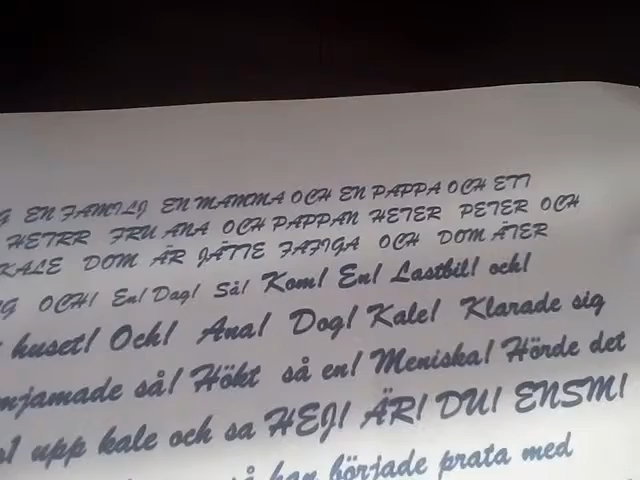 G EN FAMILJ EN MAMMA OCH EN PAPPA OCH ETT
HETRR FRU ANA OCH PAPPAN HETER PETER OCH
KALE DOM ÄR JÄTTE FAFIGA OCH DOM ÄTER
G OCH! En! Dag! Så! Kom! En! Lastbil! och!
huset! Och! Ana! Dog! Kale! Klarade sig
mjamade så! Hökt så en! Meniska! Hörde det
upp kale och sa HEJ! ÄR! DU! ENSM!
han började prata med